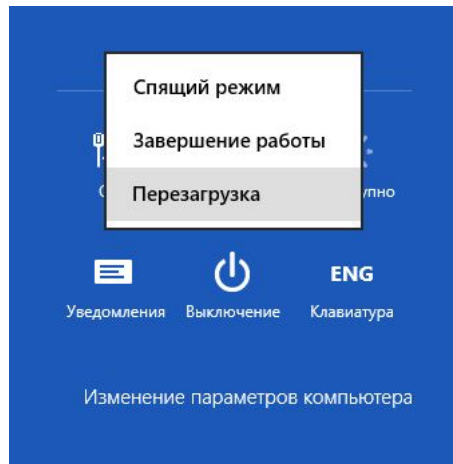 Спящий режим
Завершение работы
Перезагрузка
Уведомления
Выключение
ENG
Клавиатура
Изменение параметров компьютера